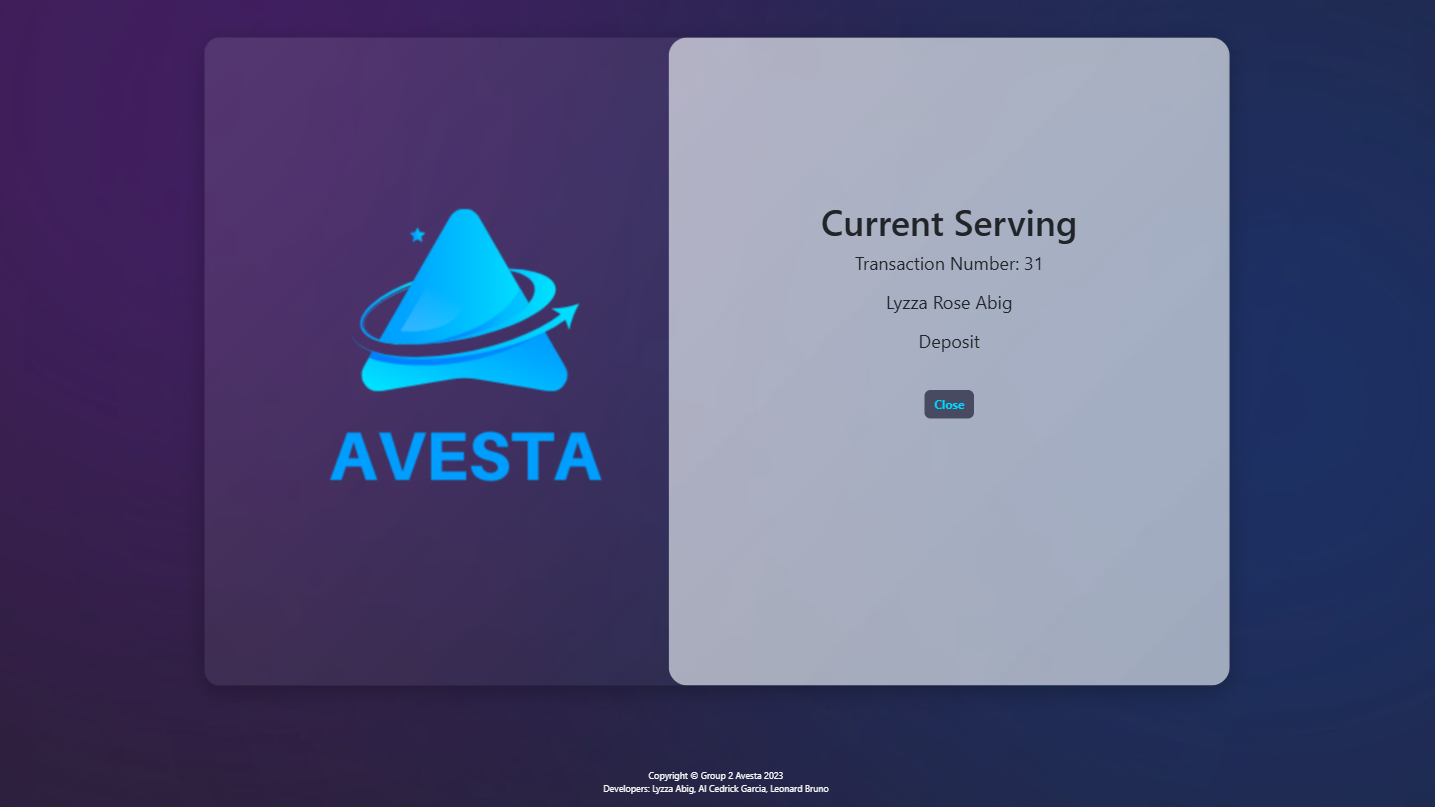 AVESTA
Current Serving
Transaction Number: 31
Lyzza Rose Abig
Deposit
Close
Copyright © Group 2 Avesta 2023
Developers: Lyzza Abig, Al Cedrick Garcia, Leonard Bruno